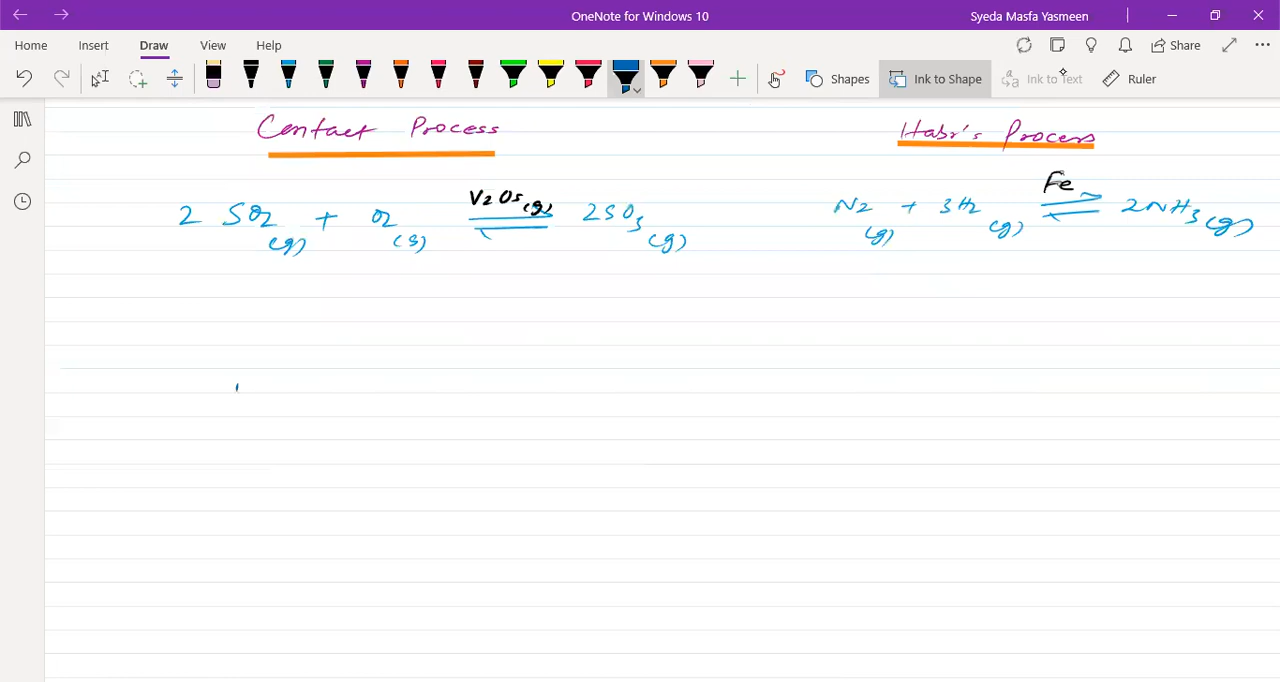 OneNote for Windows 10
Syeda Masfa Yasmeen
Home Insert Draw View Help
Share
Shapes Ink to Shape Ink to Text Ruler
Contact Process
Habr's Process
2 SO2 (g) + O2 (s) V2O5(g) ⇌ 2SO3 (g)
N2 (g) + 3H2 (g) Fe ⇌ 2NH3 (g)